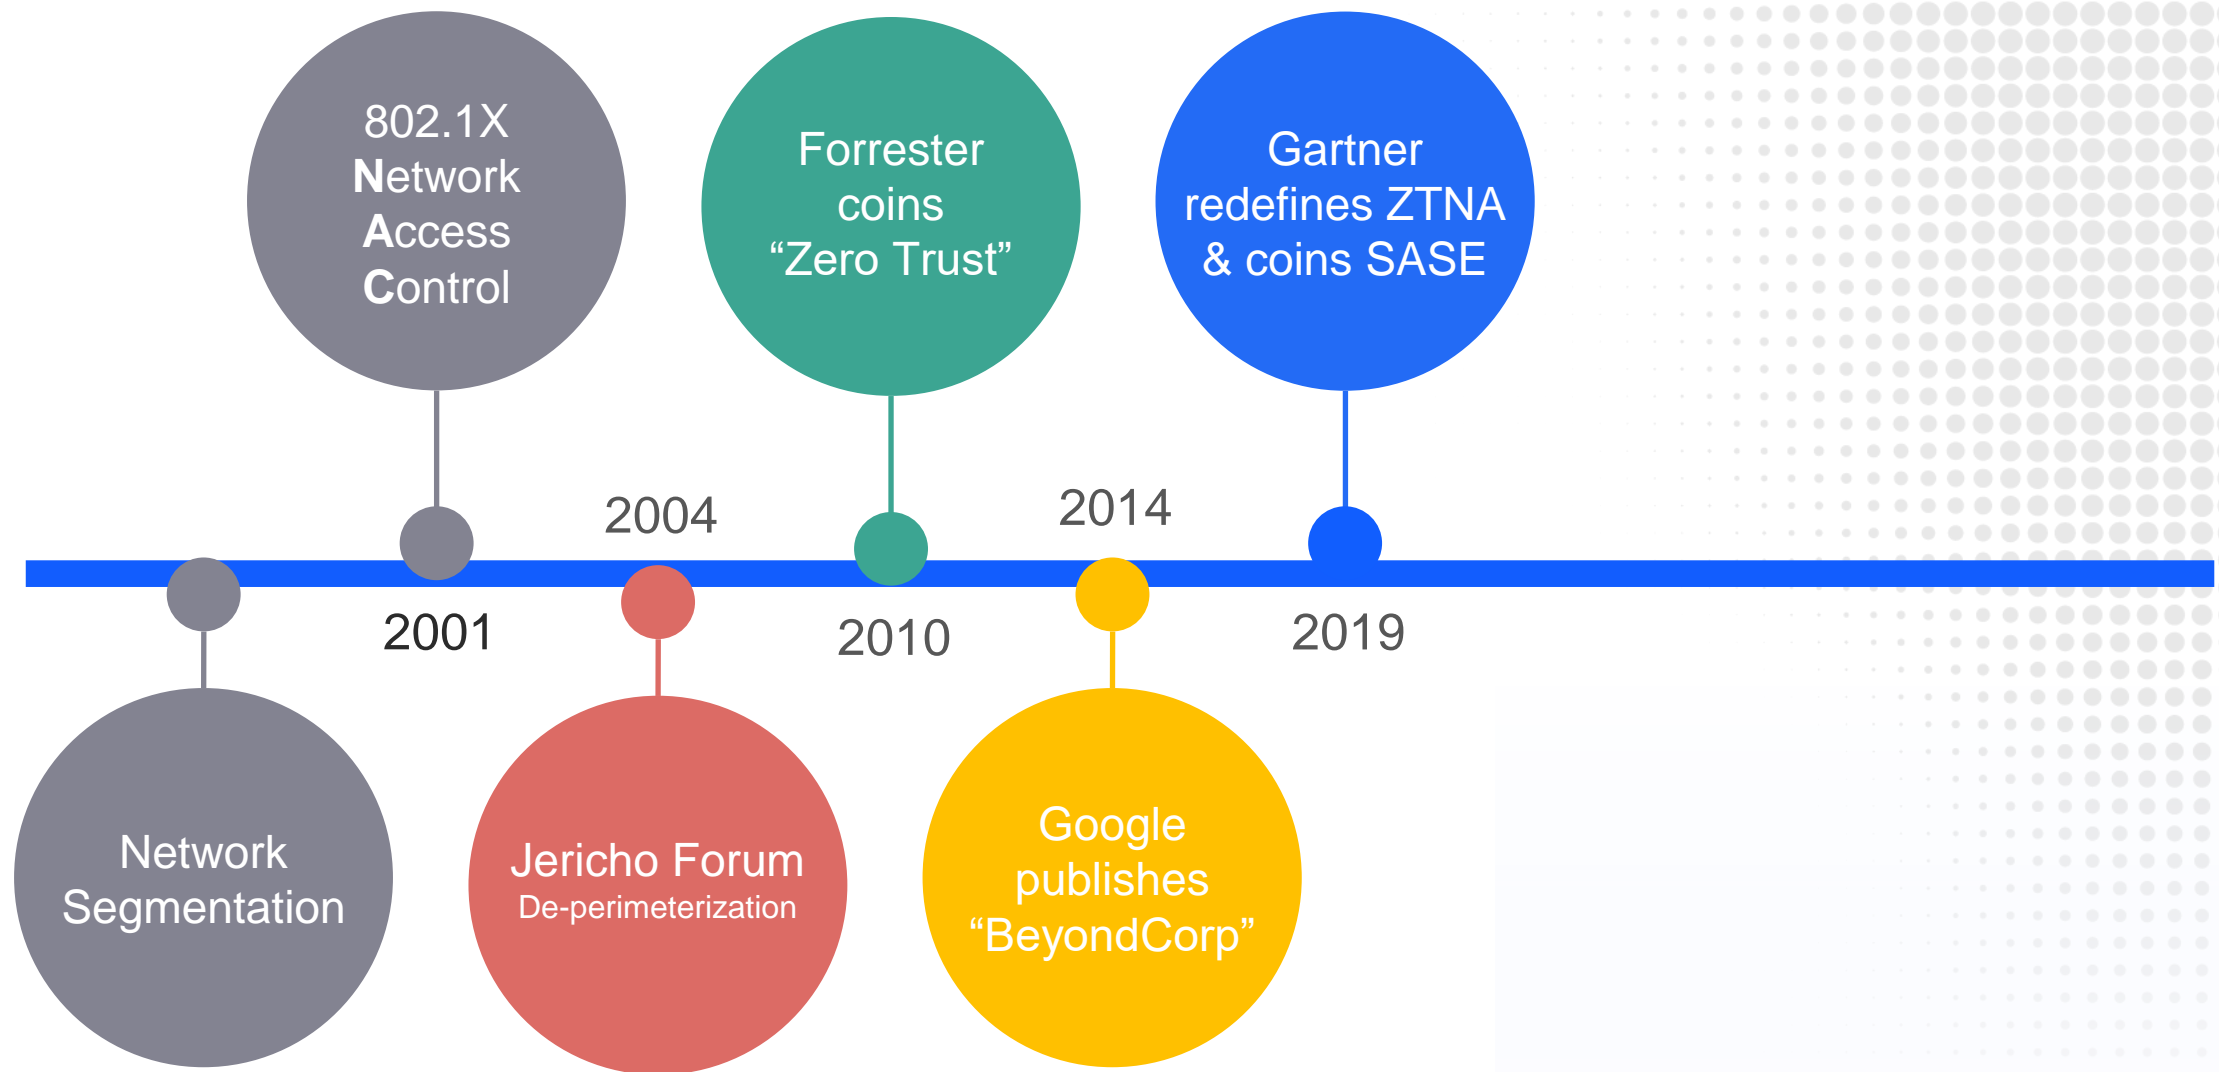 802.1X
Network
Access
Control
Forrester
coins
“Zero Trust”
Gartner
redefines ZTNA
& coins SASE
2004
2014
2001
2010
2019
Network
Segmentation
Jericho Forum
De-perimeterization
Google
publishes
“BeyondCorp”